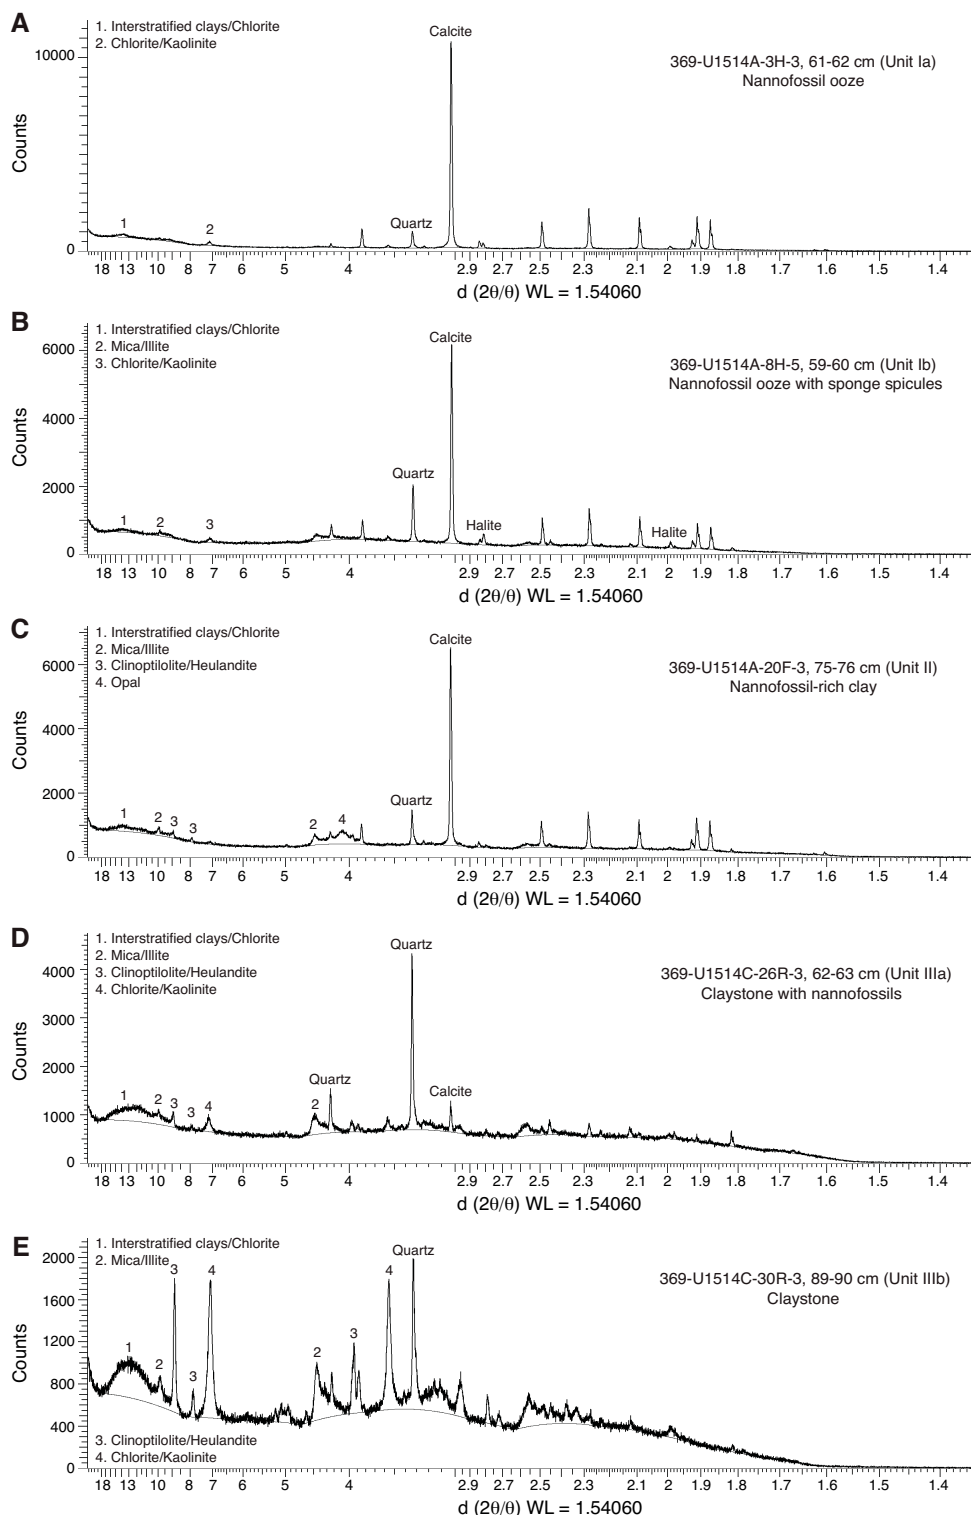 A
1. Interstratified clays/Chlorite
2. Chlorite/Kaolinite
Calcite
369-U1514A-3H-3, 61-62 cm (Unit Ia)
Nannofossil ooze
Counts
10000
0
1
2
Quartz
18 13 10 8 7 6 5 4 2.9 2.7 2.5 2.3 2.1 2 1.9 1.8 1.7 1.6 1.5 1.4
d (2θ/θ) WL = 1.54060
B
1. Interstratified clays/Chlorite
2. Mica/Illite
3. Chlorite/Kaolinite
Calcite
369-U1514A-8H-5, 59-60 cm (Unit Ib)
Nannofossil ooze with sponge spicules
Counts
6000
4000
2000
0
1
2
3
Quartz
Halite
Halite
18 13 10 8 7 6 5 4 2.9 2.7 2.5 2.3 2.1 2 1.9 1.8 1.7 1.6 1.5 1.4
d (2θ/θ) WL = 1.54060
C
1. Interstratified clays/Chlorite
2. Mica/Illite
3. Clinoptilolite/Heulandite
4. Opal
Calcite
369-U1514A-20F-3, 75-76 cm (Unit II)
Nannofossil-rich clay
Counts
6000
4000
2000
0
1
2
3
3
2
4
Quartz
18 13 10 8 7 6 5 4 2.9 2.7 2.5 2.3 2.1 2 1.9 1.8 1.7 1.6 1.5 1.4
d (2θ/θ) WL = 1.54060
D
1. Interstratified clays/Chlorite
2. Mica/Illite
3. Clinoptilolite/Heulandite
4. Chlorite/Kaolinite
Quartz
369-U1514C-26R-3, 62-63 cm (Unit IIIa)
Claystone with nannofossils
Counts
4000
3000
2000
1000
0
1
2
3
3
4
2
Quartz
Calcite
18 13 10 8 7 6 5 4 2.9 2.7 2.5 2.3 2.1 2 1.9 1.8 1.7 1.6 1.5 1.4
d (2θ/θ) WL = 1.54060
E
1. Interstratified clays/Chlorite
2. Mica/Illite
Quartz
369-U1514C-30R-3, 89-90 cm (Unit IIIb)
Claystone
Counts
2000
1600
1200
800
400
0
1
2
3
3
4
2
3
4
3. Clinoptilolite/Heulandite
4. Chlorite/Kaolinite
18 13 10 8 7 6 5 4 2.9 2.7 2.5 2.3 2.1 2 1.9 1.8 1.7 1.6 1.5 1.4
d (2θ/θ) WL = 1.54060